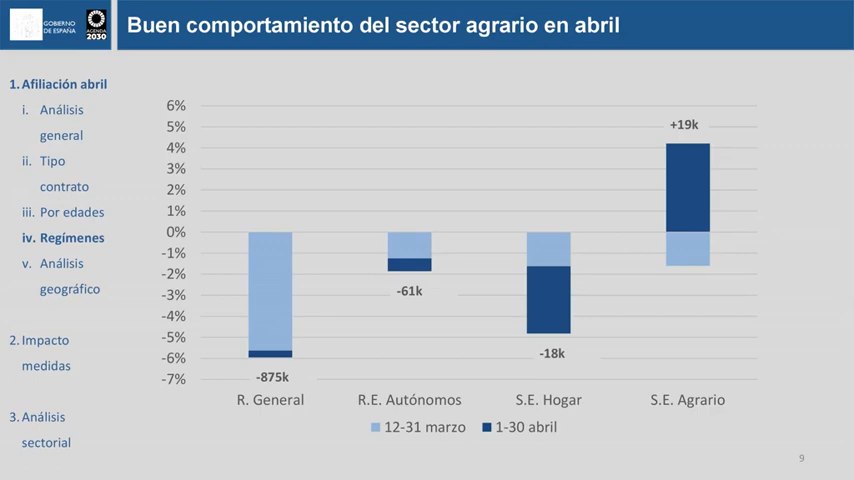 GOBIERNO
DE ESPAÑA
AGENDA
2030
Buen comportamiento del sector agrario en abril
1. Afiliación abril
i. Análisis
general
ii. Tipo
contrato
iii. Por edades
iv. Regímenes
v. Análisis
geográfico
2. Impacto
medidas
3. Análisis
sectorial
6%
5%
4%
3%
2%
1%
0%
-1%
-2%
-3%
-4%
-5%
-6%
-7%
+19k
-61k
-18k
-875k
R. General
R.E. Autónomos
S.E. Hogar
S.E. Agrario
12-31 marzo
1-30 abril
9